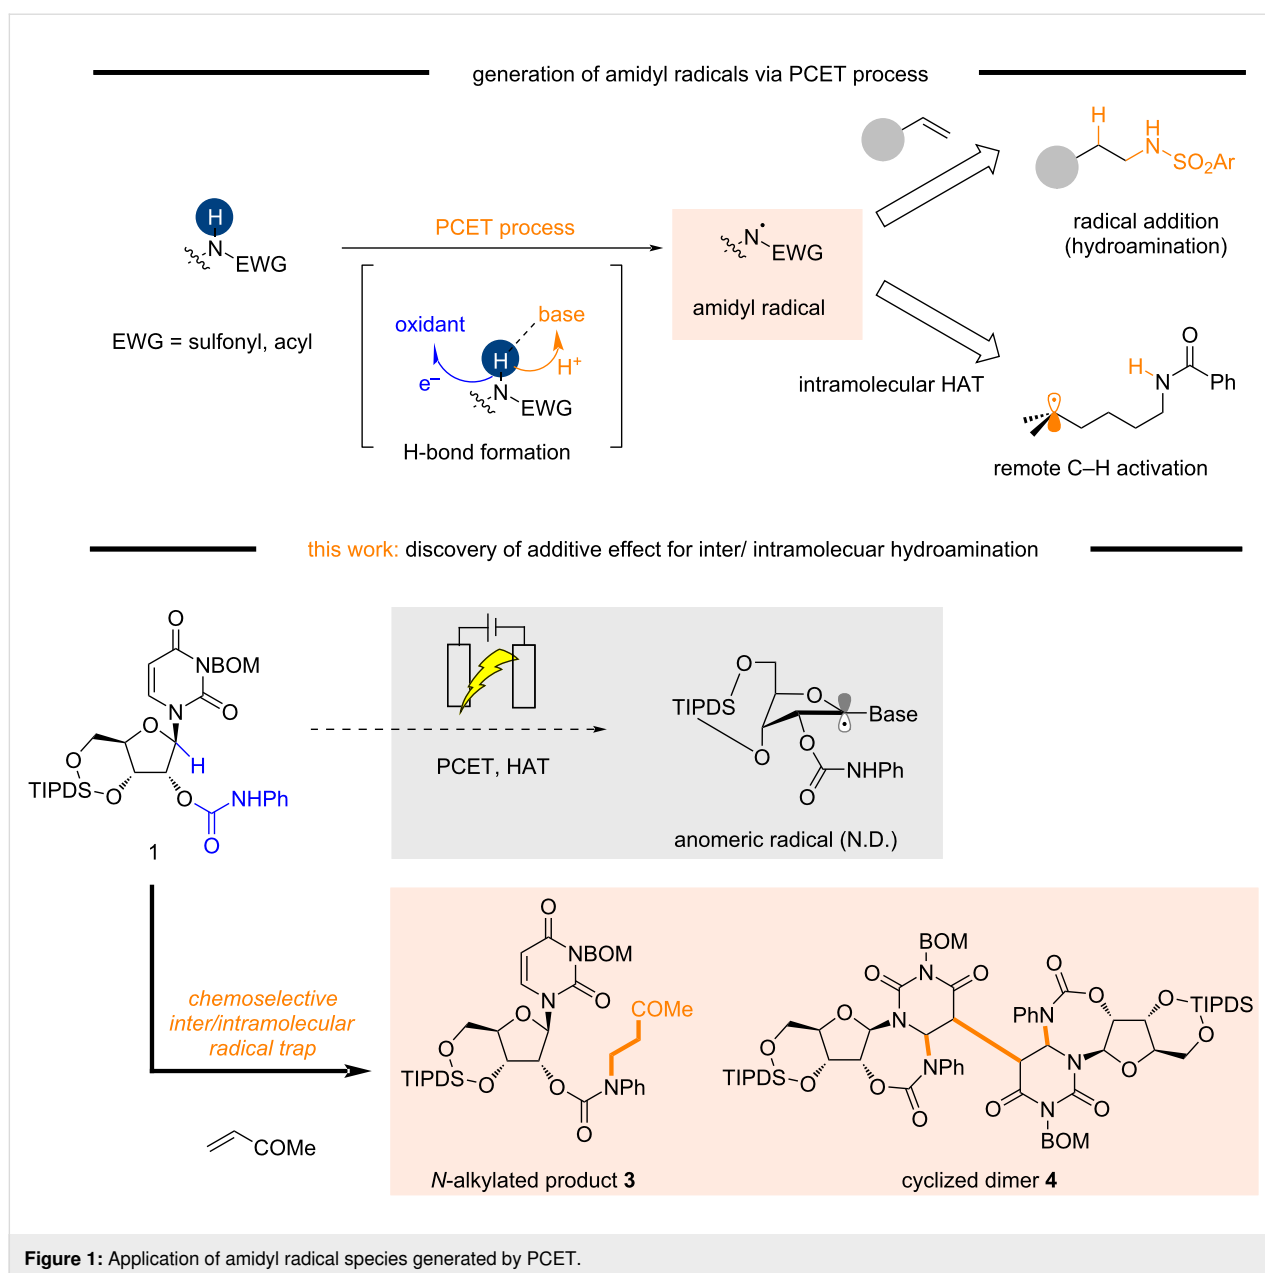 generation of amidyl radicals via PCET process
H
N
EWG
EWG = sulfonyl, acyl
PCET process
oxidant
base
H
e–
H+
N
EWG
H-bond formation
N•
EWG
amidyl radical
H
H
N
SO2Ar
radical addition
(hydroamination)
intramolecular HAT
O
H
N
Ph
remote C–H activation
this work: discovery of additive effect for inter/ intramolecuar hydroamination
O
NBOM
N
O
O
H
O
TIPDS
O
O
NHPh
O
1
PCET, HAT
O
O
TIPDS
Base
O
O
NHPh
O
anomeric radical (N.D.)
chemoselective
inter/intramolecular
radical trap
COMe
O
NBOM
N
O
COMe
O
O
TIPDS
O
O
N
Ph
O
N-alkylated product 3
BOM
O
N
O
O
N
O
TIPDS
O
O
N
Ph
O
O
O
O
TIPDS
PhN
O
N
O
O
N
O
BOM
cyclized dimer 4
Figure 1: Application of amidyl radical species generated by PCET.